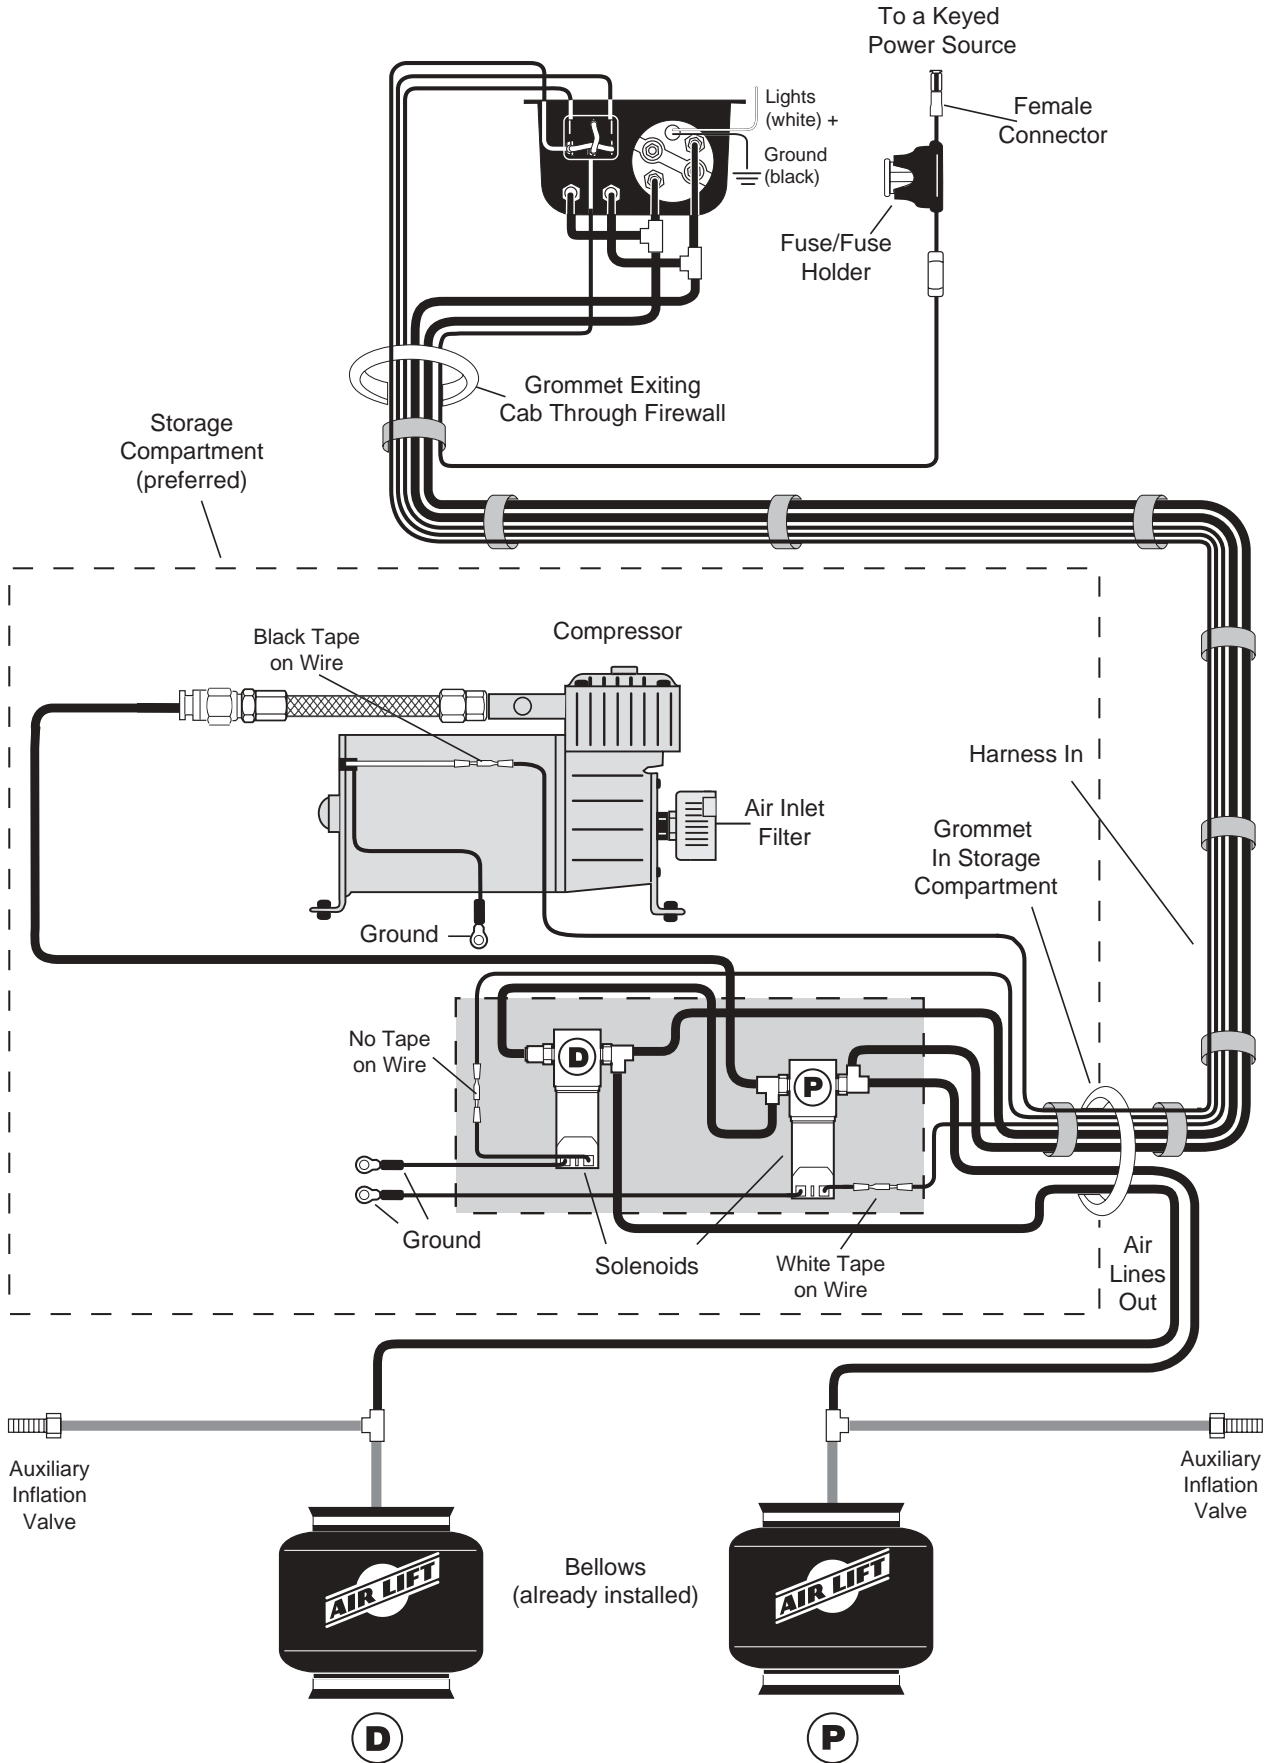 To a Keyed
Power Source
Lights
(white) +
Female
Connector
Ground
(black)
Fuse/Fuse
Holder
Grommet Exiting
Cab Through Firewall
Storage
Compartment
(preferred)
Black Tape
on Wire
Compressor
Harness In
Air Inlet
Filter
Grommet
In Storage
Compartment
Ground
No Tape
on Wire
D
P
Ground
Solenoids
White Tape
on Wire
Air
Lines
Out
Auxiliary
Inflation
Valve
Auxiliary
Inflation
Valve
Bellows
(already installed)
AIR LIFT
AIR LIFT
D
P